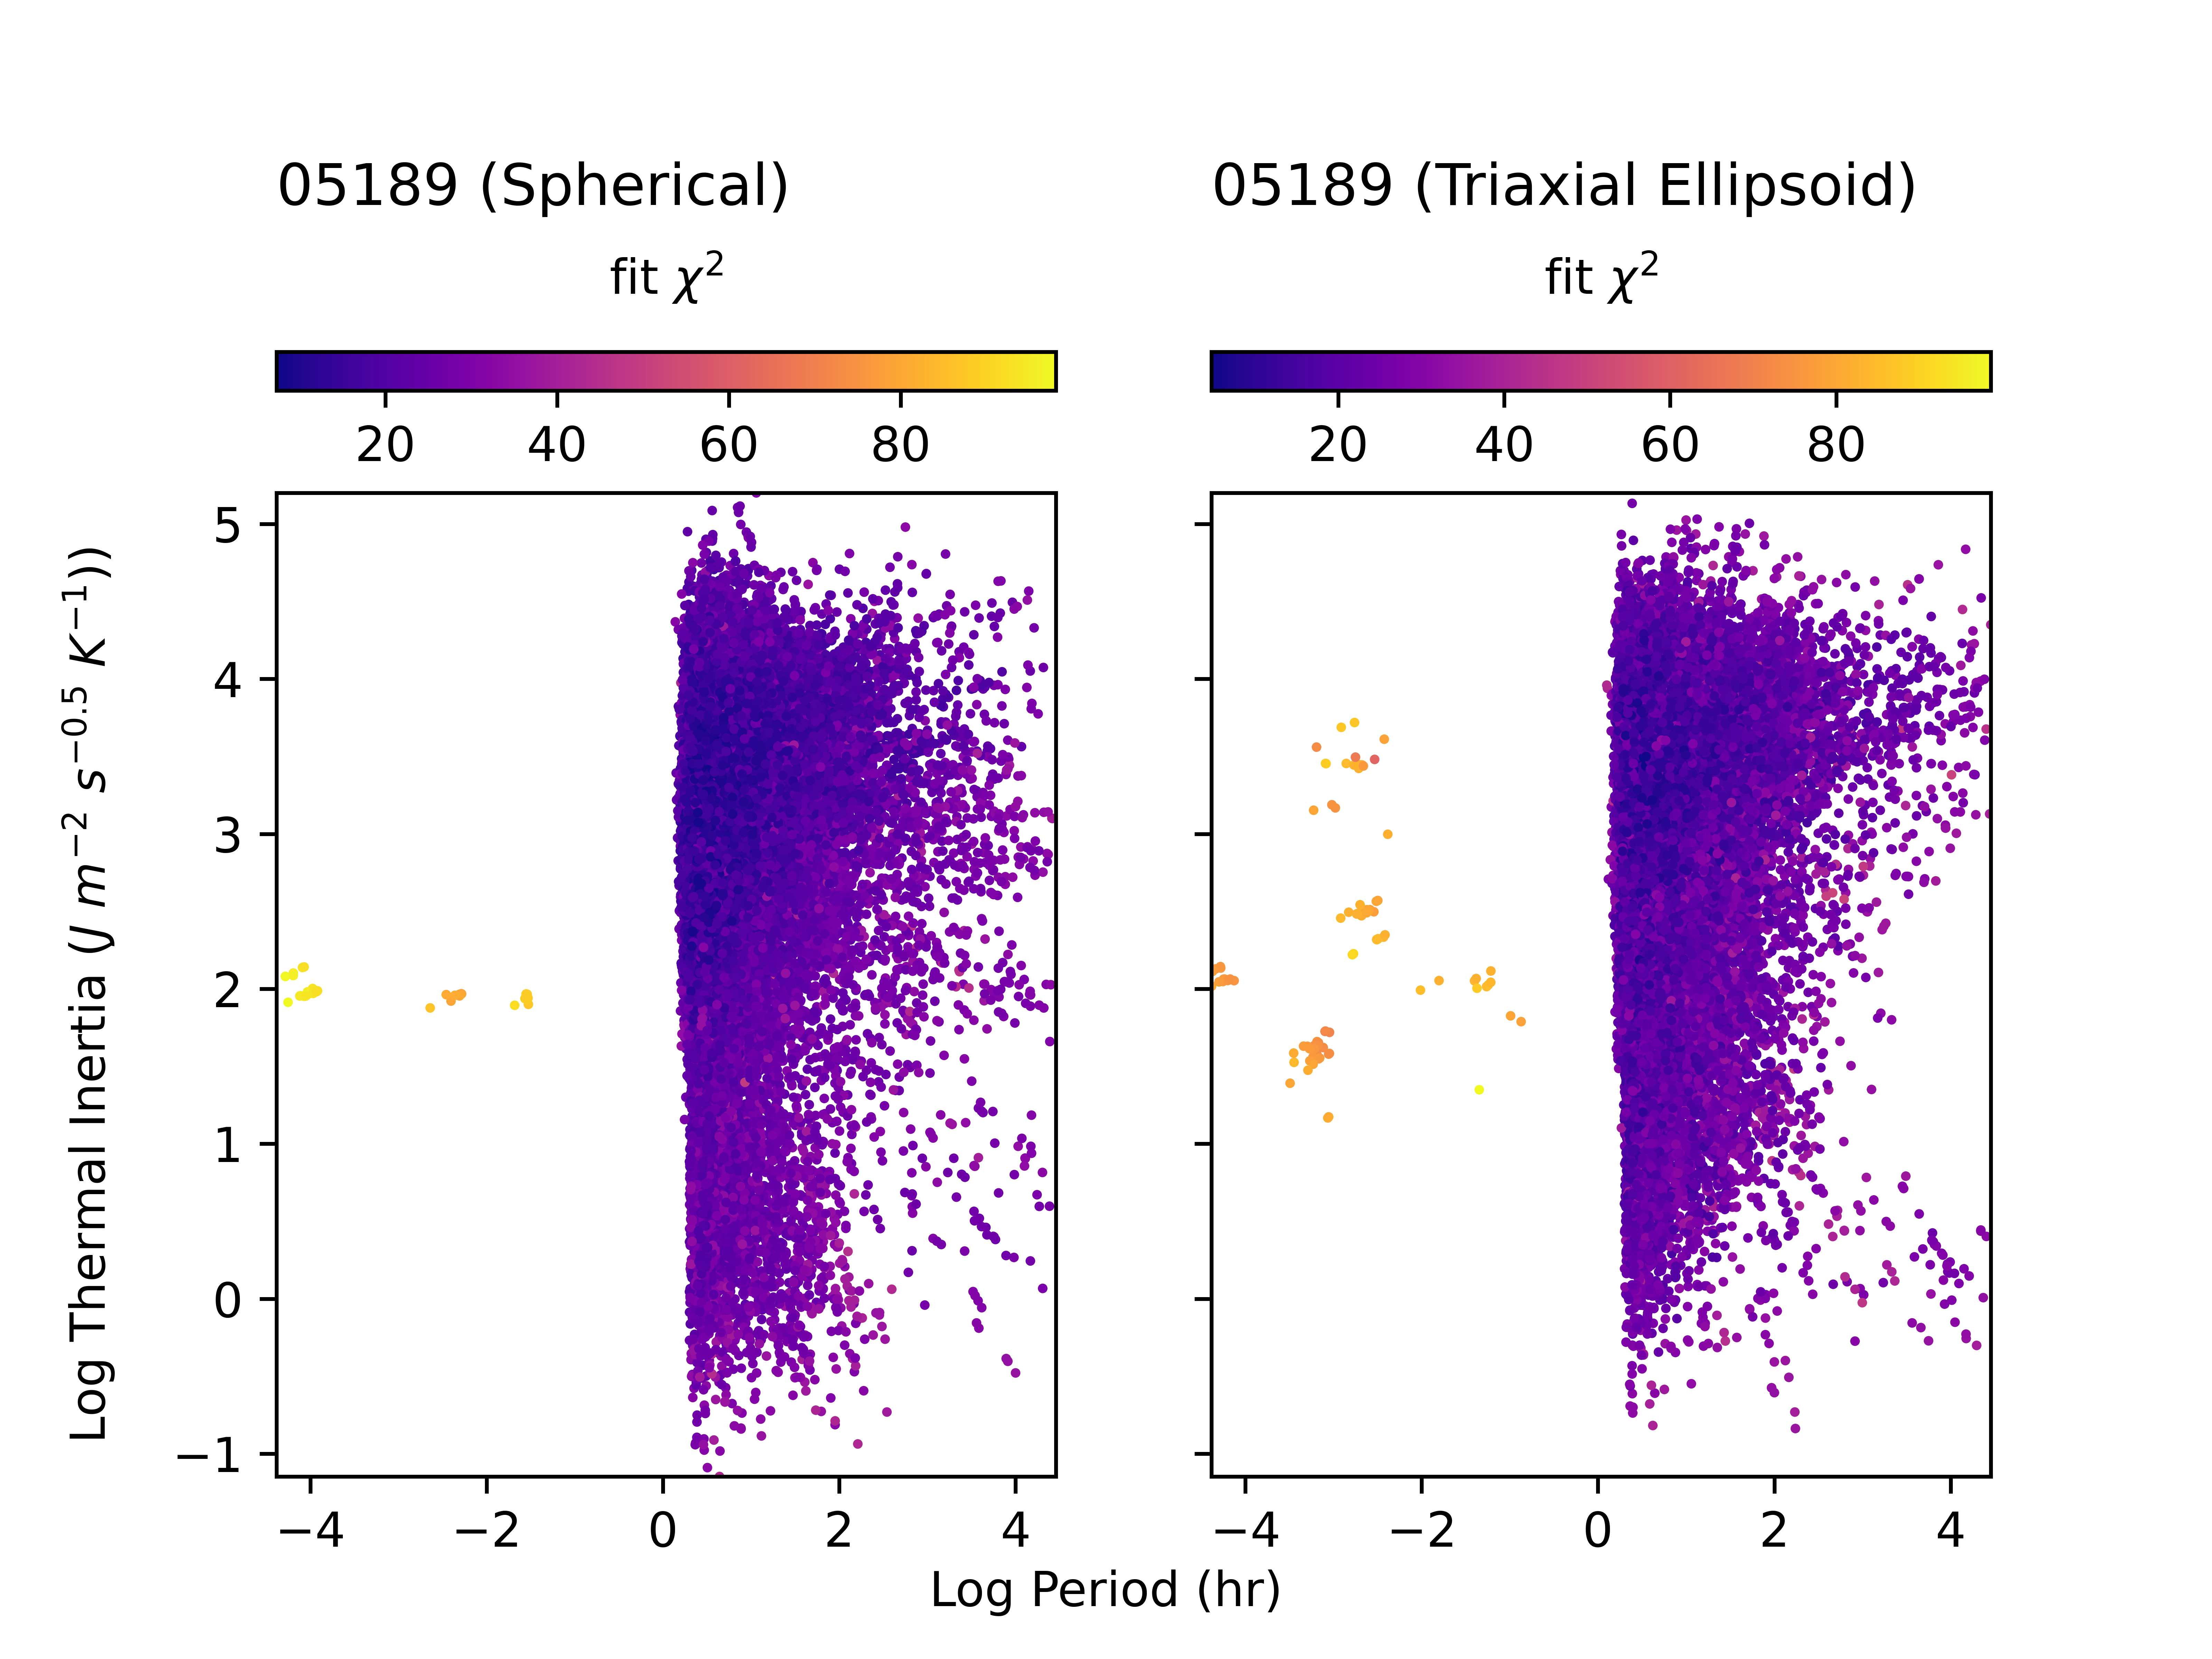 05189 (Spherical)
05189 (Triaxial Ellipsoid)
fit χ²
fit χ²
20 40 60 80
20 40 60 80
5
4
3
2
1
0
−1
Log Thermal Inertia (J m⁻² s⁻⁰·⁵ K⁻¹))
−4 −2 0 2 4
−4 −2 0 2 4
Log Period (hr)